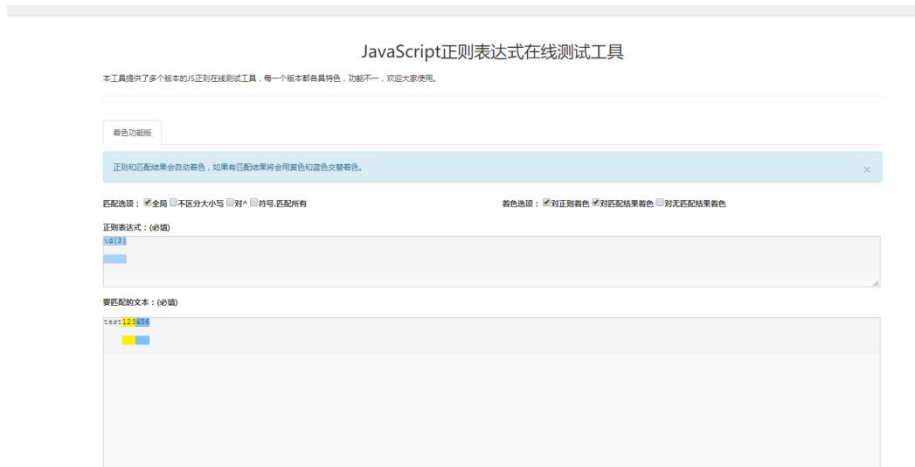 JavaScript正则表达式在线测试工具
本工具提供了多个版本的JS正则在线测试工具，每一个版本都各具特色，功能不一，欢迎大家使用。
着色功能版
正则和匹配结果会自动着色，如果有匹配结果将会用黄色和蓝色交替着色。 ×
匹配选项： 全局 不区分大小写 对^ 符号.匹配所有 着色选项： 对正则着色 对匹配结果着色 对无匹配结果着色
正则表达式：(必填)
\d{3}
要匹配的文本：(必填)
test123456